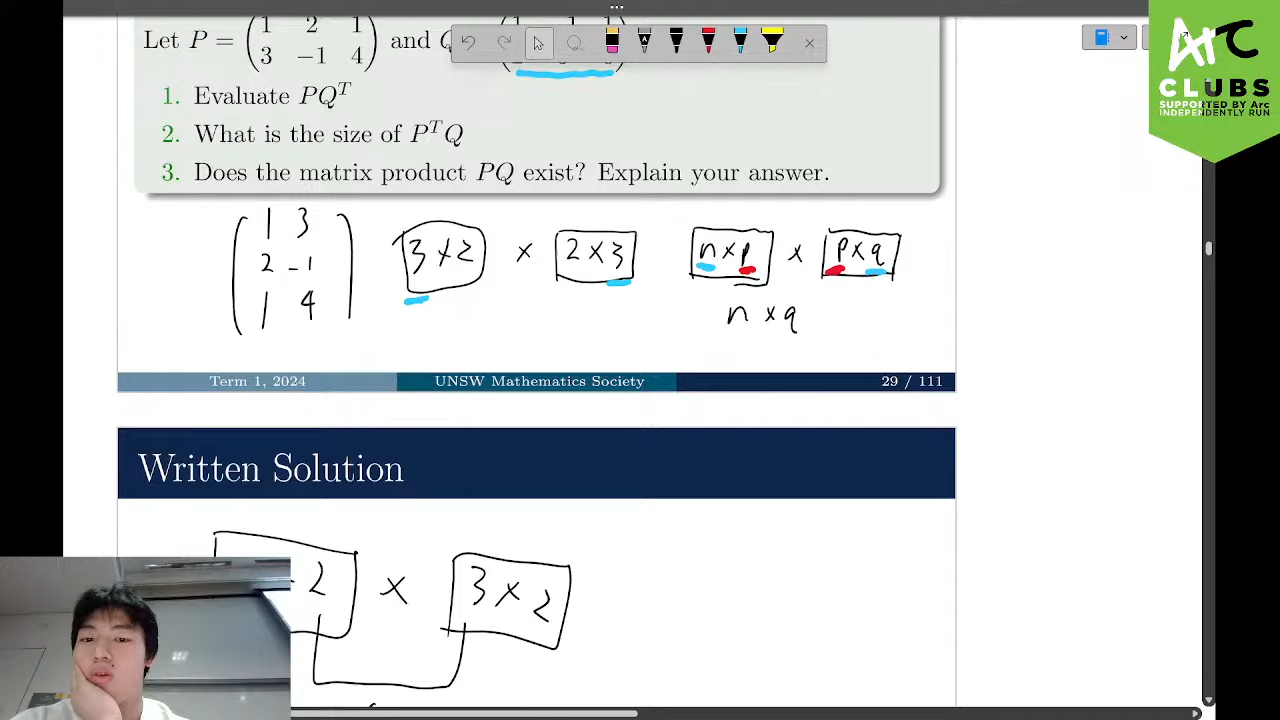 Let P = (1 2 1
3 −1 4) and Q
1. Evaluate PQ^T
2. What is the size of P^T Q
3. Does the matrix product PQ exist? Explain your answer.
1 3
2 -1
1 4
3 × 2 × 2 × 3
n × p × p × q
n × q
Term 1, 2024 UNSW Mathematics Society 29 / 111
Written Solution
2 × 3 × 2
Arc
CLUBS
SUPPORTED BY Arc
INDEPENDENTLY RUN